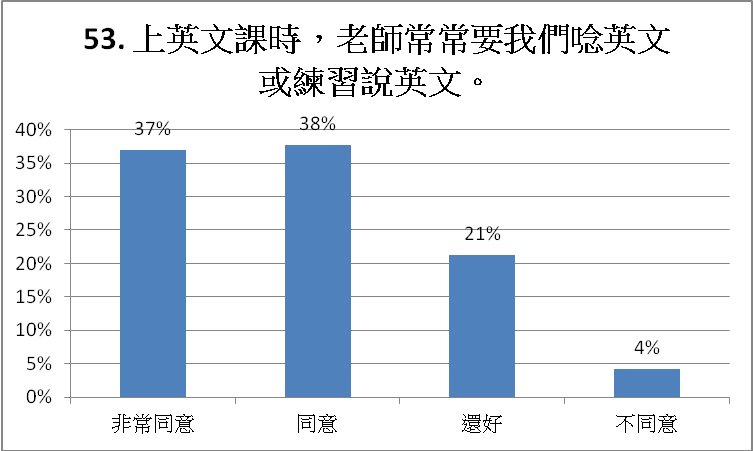 53. 上英文課時，老師常常要我們唸英文
或練習說英文。
40%
35%
30%
25%
20%
15%
10%
5%
0%
37%
38%
21%
4%
非常同意
同意
還好
不同意